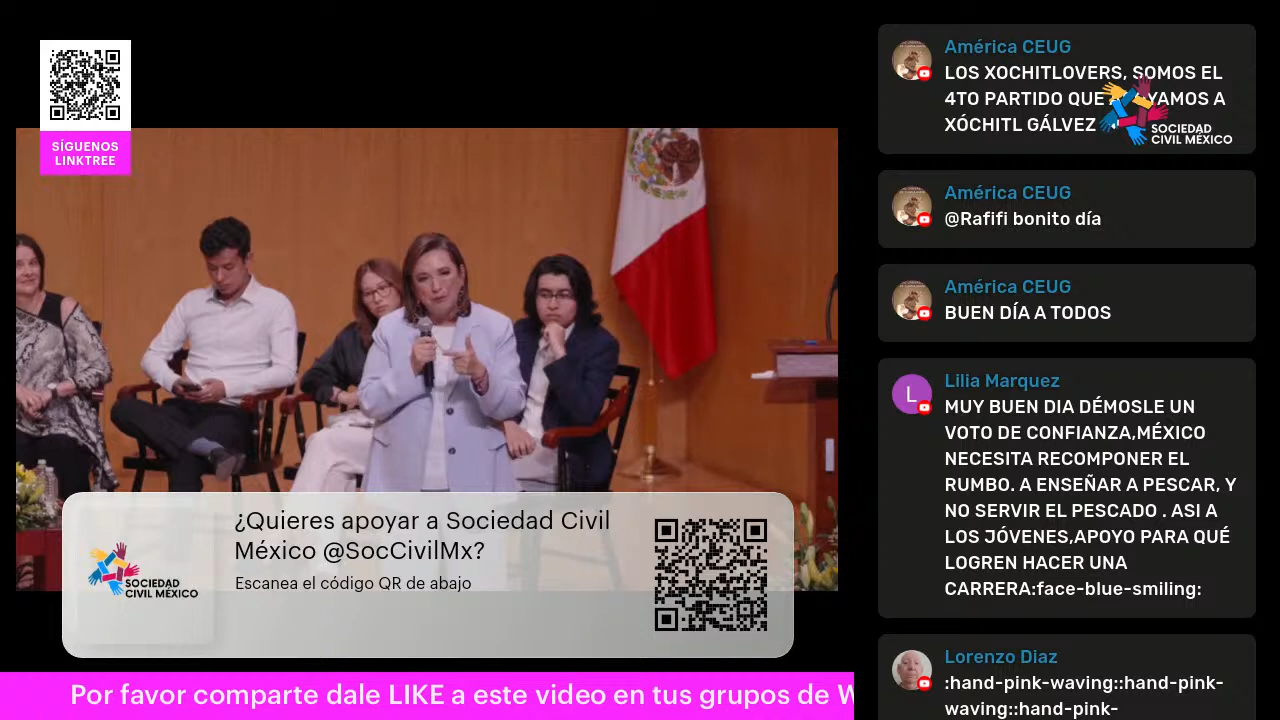 SÍGUENOS
LINKTREE
¿Quieres apoyar a Sociedad Civil
México @SocCivilMx?
Escanea el código QR de abajo
SOCIEDAD
CIVIL MÉXICO
Por favor comparte dale LIKE a este video en tus grupos de
América CEUG
LOS XOCHITLOVERS, SOMOS EL
4TO PARTIDO QUE
XÓCHITL GÁLVEZ
SOCIEDAD
CIVIL MÉXICO
América CEUG
@Rafifi bonito día
América CEUG
BUEN DÍA A TODOS
L
Lilia Marquez
MUY BUEN DIA DÉMOSLE UN
VOTO DE CONFIANZA,MÉXICO
NECESITA RECOMPONER EL
RUMBO. A ENSEÑAR A PESCAR, Y
NO SERVIR EL PESCADO . ASI A
LOS JÓVENES,APOYO PARA QUÉ
LOGREN HACER UNA
CARRERA:face-blue-smiling:
Lorenzo Diaz
:hand-pink-waving::hand-pink-
waving::hand-pink-